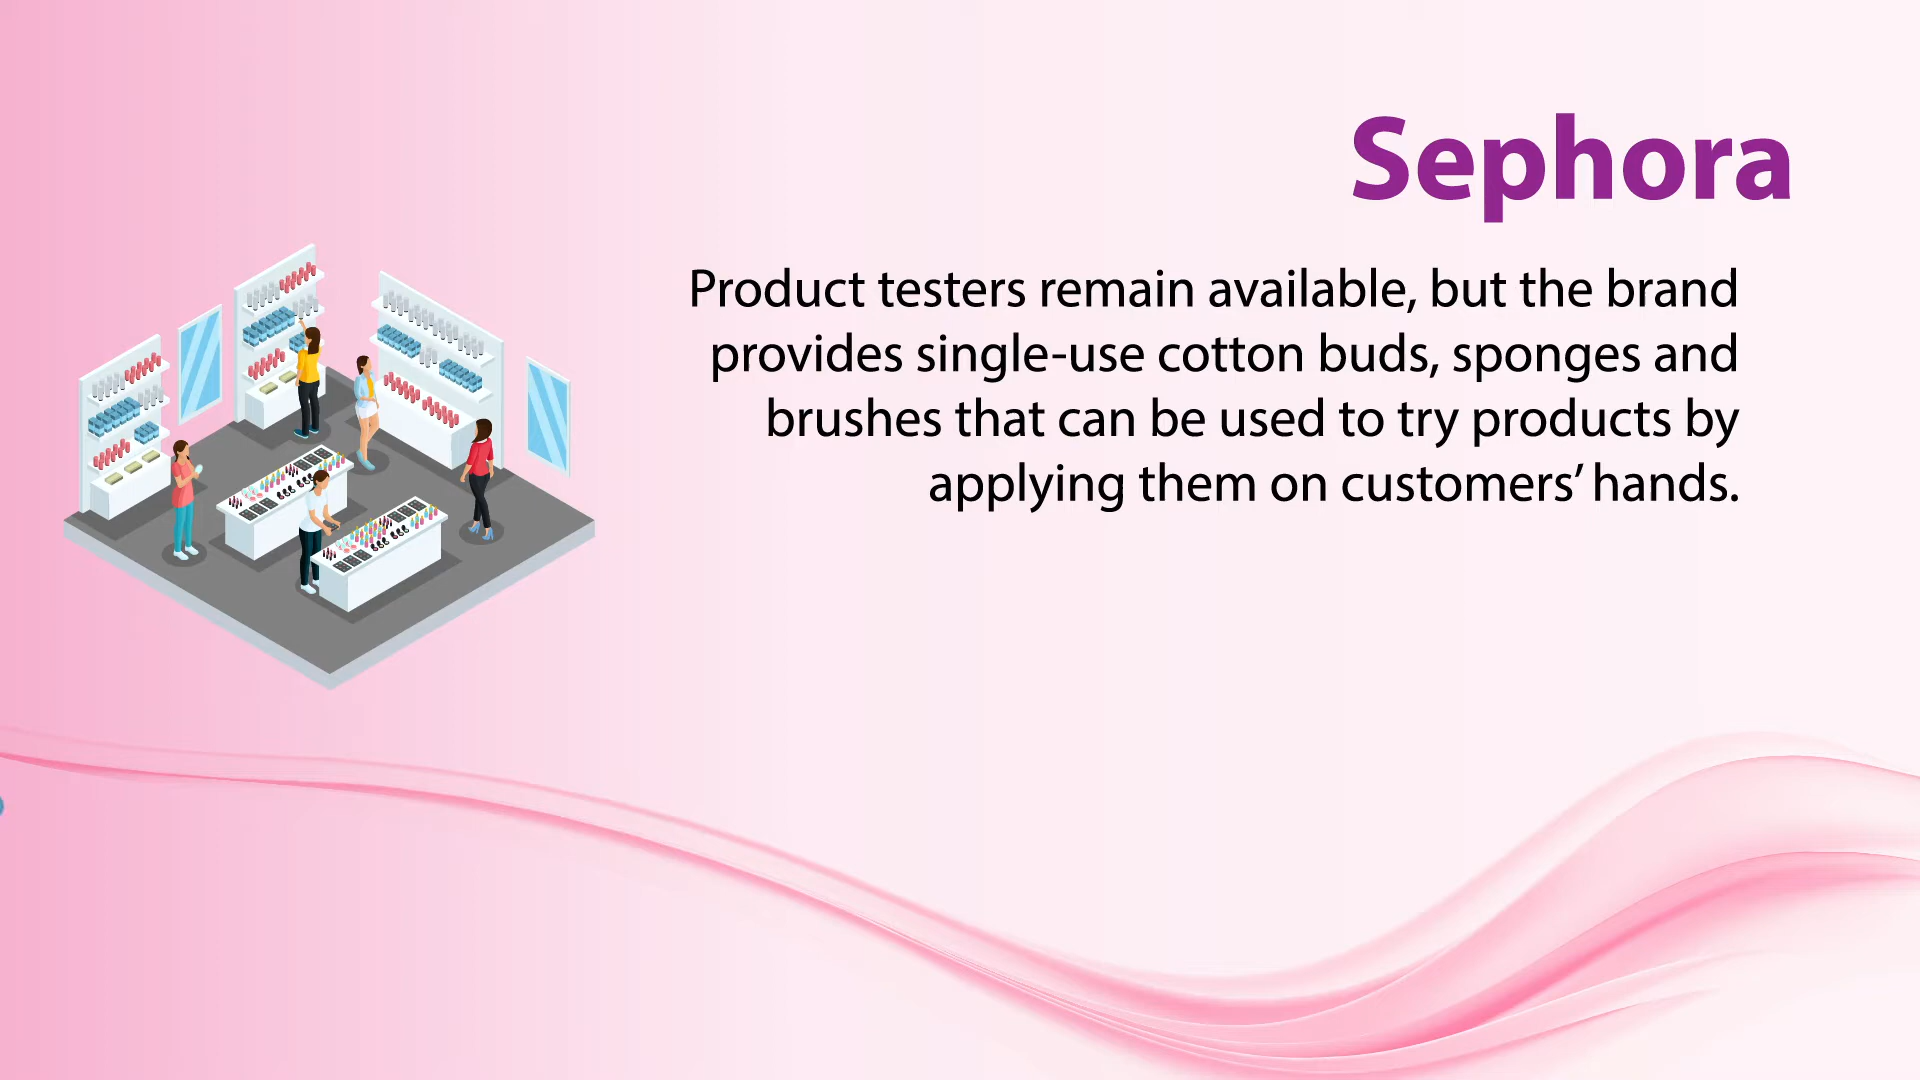 Sephora
Product testers remain available, but the brand
provides single-use cotton buds, sponges and
brushes that can be used to try products by
applying them on customers’ hands.